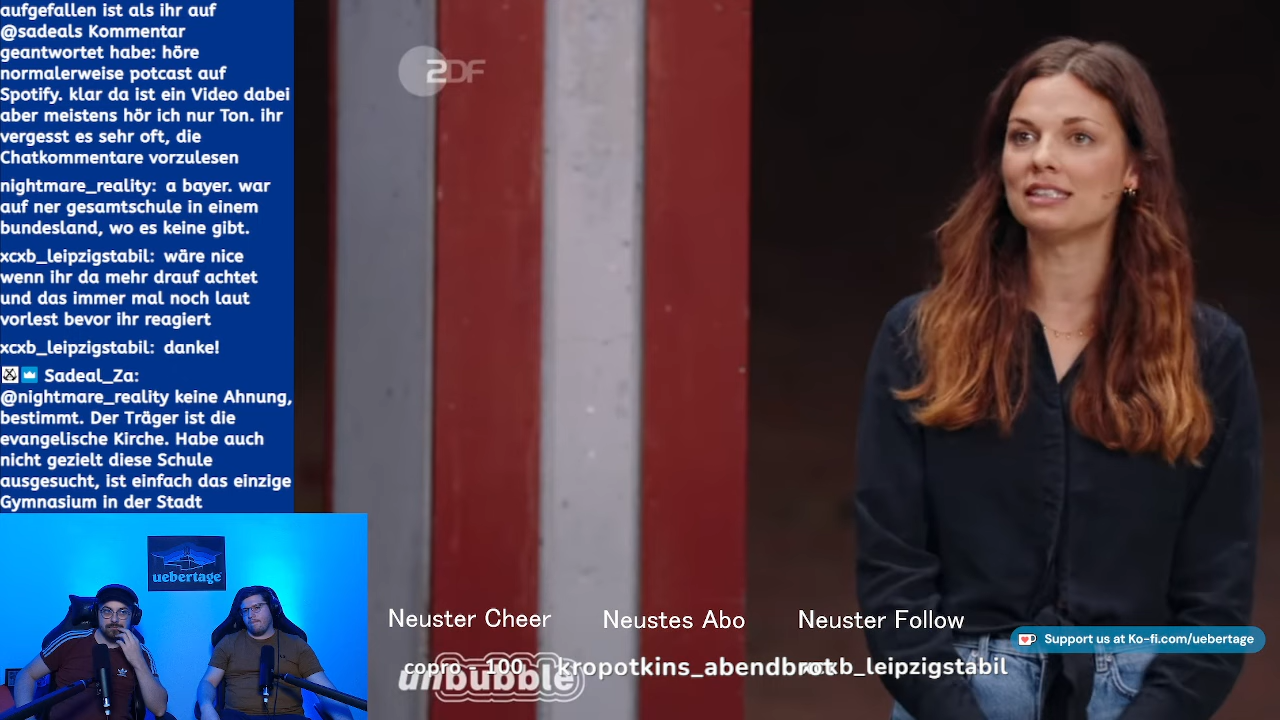 aufgefallen ist als ihr auf
@sadeals Kommentar
geantwortet habe: höre
normalerweise potcast auf
Spotify. klar da ist ein Video dabei
aber meistens hör ich nur Ton. ihr
vergesst es sehr oft, die
Chatkommentare vorzulesen
nightmare_reality: a bayer. war
auf ner gesamtschule in einem
bundesland, wo es keine gibt.
xcxb_leipzigstabil: wäre nice
wenn ihr da mehr drauf achtet
und das immer mal noch laut
vorlest bevor ihr reagiert
xcxb_leipzigstabil: danke!
Sadeal_Za:
@nightmare_reality keine Ahnung,
bestimmt. Der Träger ist die
evangelische Kirche. Habe auch
nicht gezielt diese Schule
ausgesucht, ist einfach das einzige
Gymnasium in der Stadt
ZDF
uebertage
Neuster Cheer
Neustes Abo
Neuster Follow
Support us at Ko-fi.com/uebertage
copro - 100
kropotkins_abendbrot
xcxb_leipzigstabil
unbubble